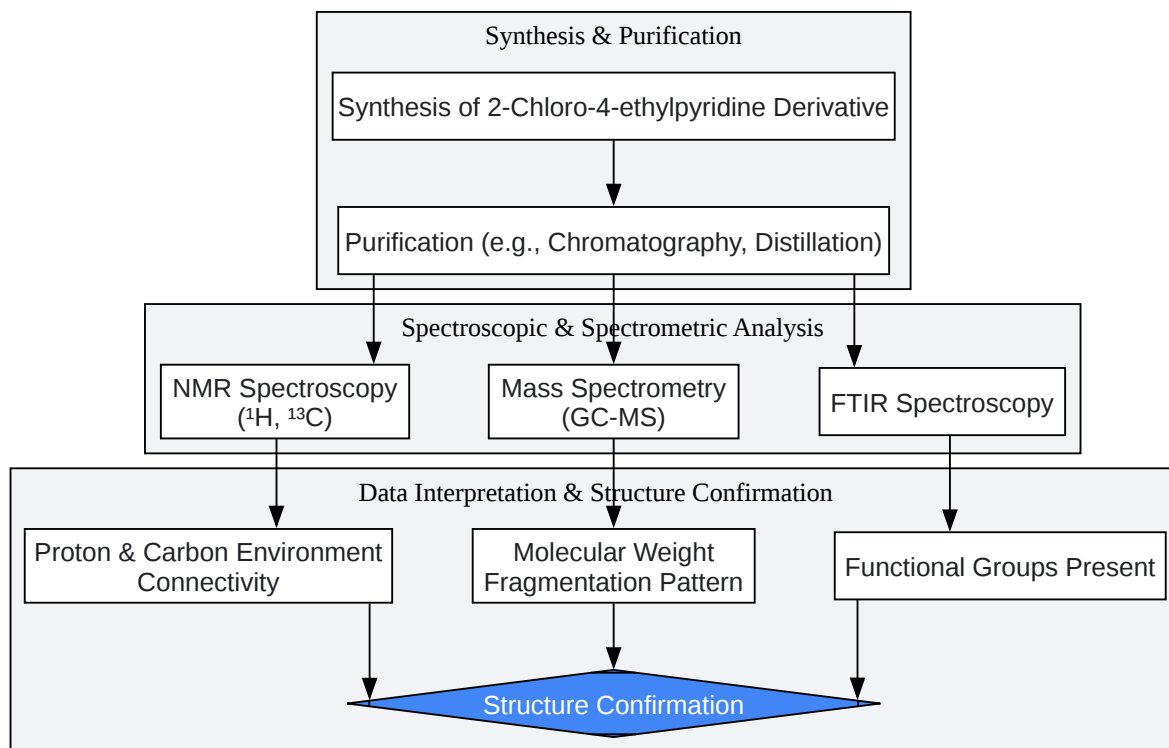 Synthesis & Purification
Synthesis of 2-Chloro-4-ethylpyridine Derivative
Purification (e.g., Chromatography, Distillation)
Spectroscopic & Spectrometric Analysis
NMR Spectroscopy
(¹H, ¹³C)
Mass Spectrometry
(GC-MS)
FTIR Spectroscopy
Data Interpretation & Structure Confirmation
Proton & Carbon Environment
Connectivity
Molecular Weight
Fragmentation Pattern
Functional Groups Present
Structure Confirmation